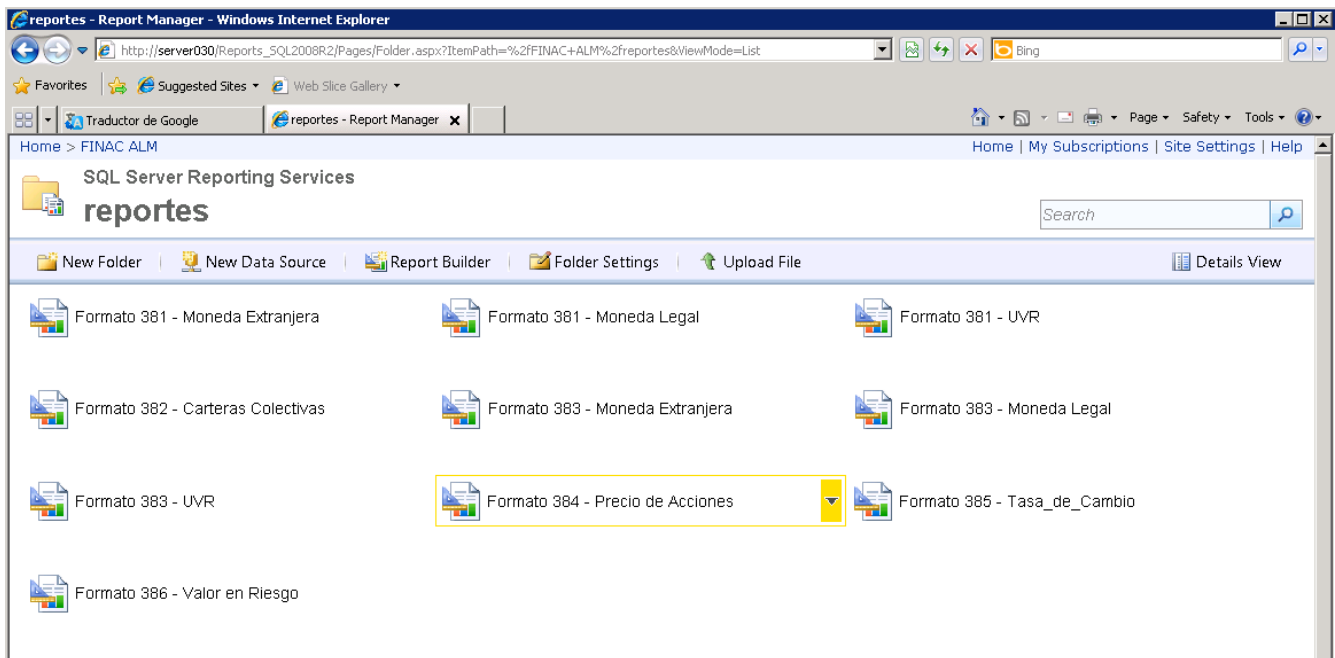 reportes - Report Manager - Windows Internet Explorer
http://server030/Reports_SQL2008R2/Pages/Folder.aspx?ItemPath=%2fFINAC+ALM%2freportes&ViewMode=List Bing
Favorites Suggested Sites Web Slice Gallery
Traductor de Google reportes - Report Manager Page Safety Tools
Home > FINAC ALM Home | My Subscriptions | Site Settings | Help
SQL Server Reporting Services
reportes
Search
New Folder New Data Source Report Builder Folder Settings Upload File Details View
Formato 381 - Moneda Extranjera Formato 381 - Moneda Legal Formato 381 - UVR
Formato 382 - Carteras Colectivas Formato 383 - Moneda Extranjera Formato 383 - Moneda Legal
Formato 383 - UVR Formato 384 - Precio de Acciones Formato 385 - Tasa_de_Cambio
Formato 386 - Valor en Riesgo